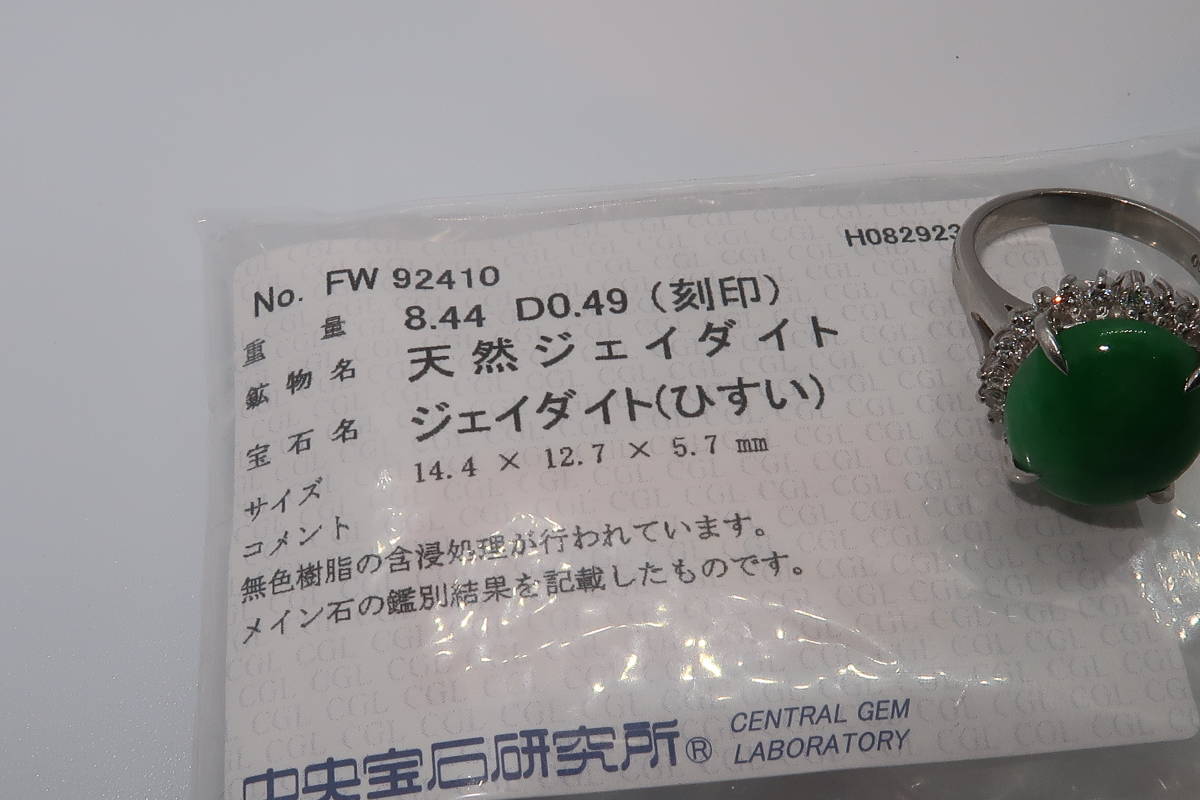 H082923
No. FW 92410
重量 8.44 D0.49 (刻印)
鉱物名 天然ジェイダイト
宝石名 ジェイダイト(ひすい)
サイズ 14.4 × 12.7 × 5.7 mm
コメント
無色樹脂の含浸処理が行われています。
メイン石の鑑別結果を記載したものです。
中央宝石研究所® CENTRAL GEM
LABORATORY